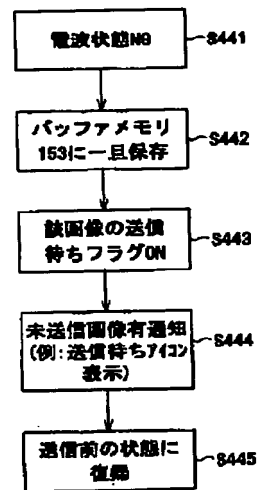 電波状態NG
S441
バッファメモリ
153に一旦保存
S442
該画像の送信
待ちフラグON
S443
未送信画像有通知
(例:送信待ちアイコン
表示)
S444
送信前の状態に
復帰
S445